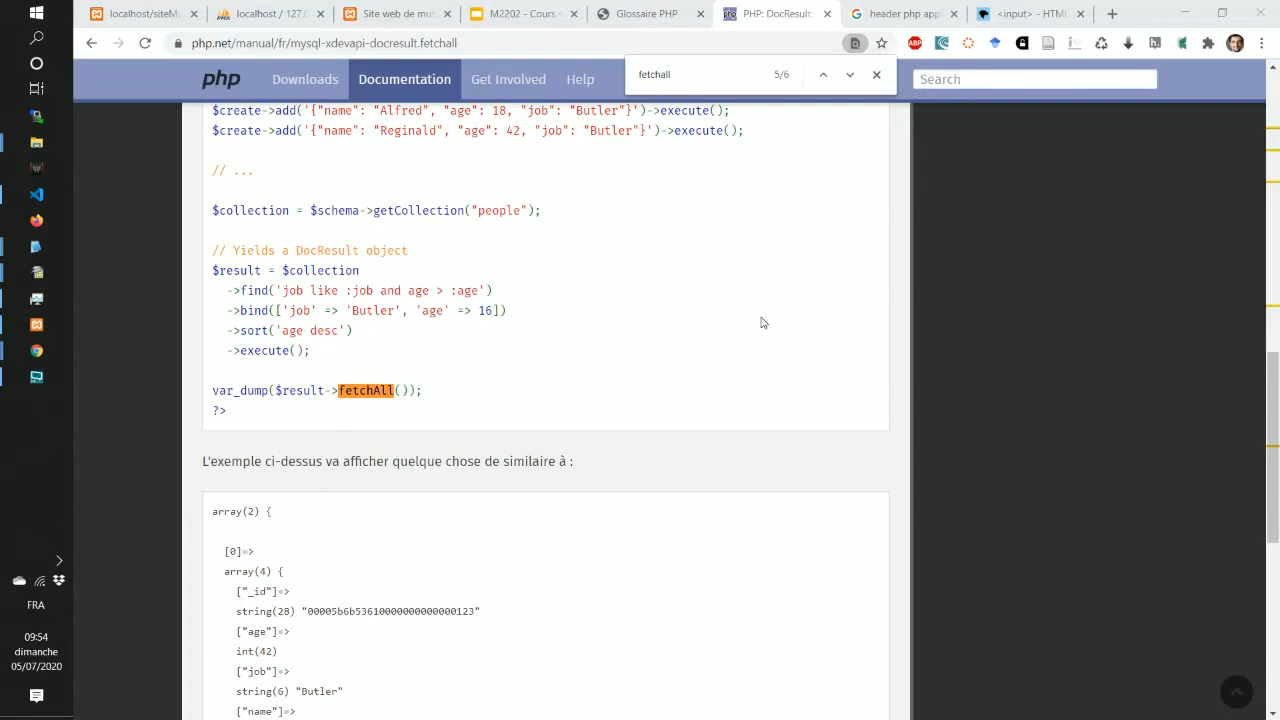 localhost/siteMu
localhost / 127.0
Site web de mus
M2202 - Cours
Glossaire PHP
PHP: DocResult:
header php appl
<input> - HTML
php.net/manual/fr/mysql-xdevapi-docresult.fetchall
ABP
php
Downloads
Documentation
Get Involved
Help
fetchall
5/6
Search
$create->add('{"name": "Alfred", "age": 18, "job": "Butler"}')->execute();
$create->add('{"name": "Reginald", "age": 42, "job": "Butler"}')->execute();
// ...
$collection = $schema->getCollection("people");
// Yields a DocResult object
$result = $collection
->find('job like :job and age > :age')
->bind(['job' => 'Butler', 'age' => 16])
->sort('age desc')
->execute();
var_dump($result->fetchAll());
?>
L'exemple ci-dessus va afficher quelque chose de similaire à :
array(2) {
[0]=>
array(4) {
["_id"]=>
string(28) "00005b6b53610000000000000123"
["age"]=>
int(42)
["job"]=>
string(6) "Butler"
["name"]=>
FRA
09:54
dimanche
05/07/2020